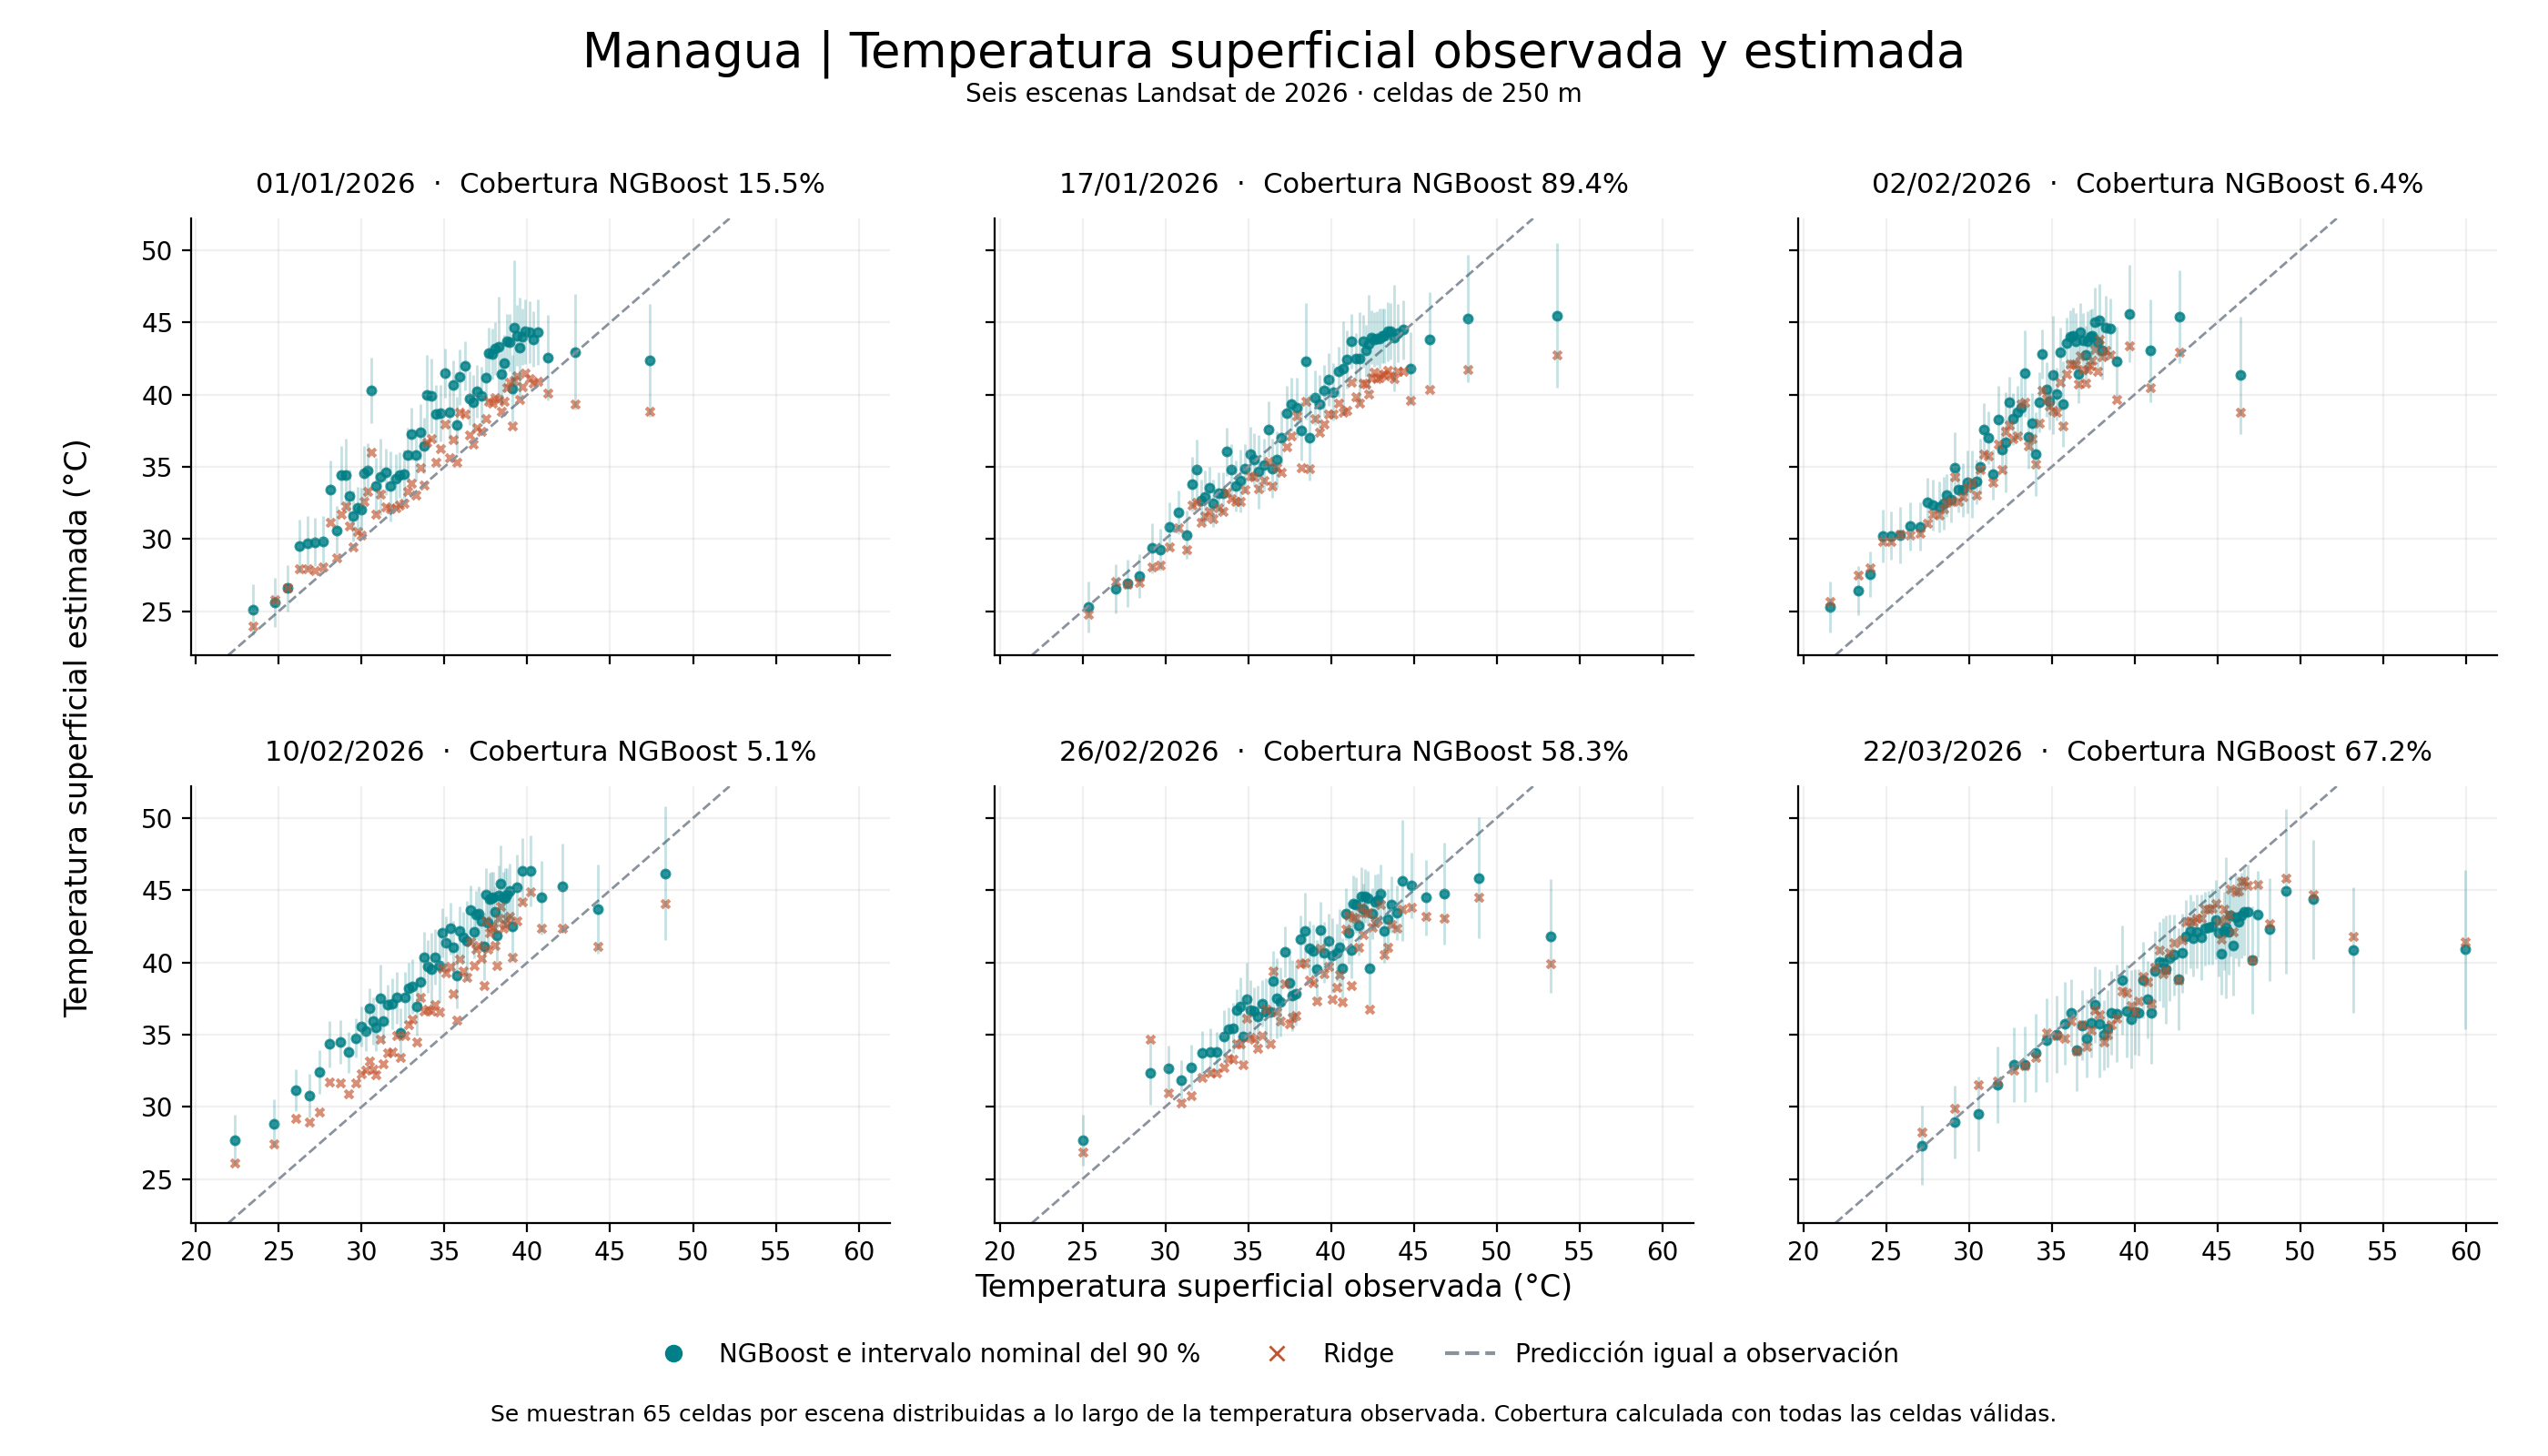 Managua | Temperatura superficial observada y estimada
Seis escenas Landsat de 2026 · celdas de 250 m
01/01/2026 · Cobertura NGBoost 15.5%
17/01/2026 · Cobertura NGBoost 89.4%
02/02/2026 · Cobertura NGBoost 6.4%
50
45
40
35
30
25
Temperatura superficial estimada (°C)
10/02/2026 · Cobertura NGBoost 5.1%
26/02/2026 · Cobertura NGBoost 58.3%
22/03/2026 · Cobertura NGBoost 67.2%
50
45
40
35
30
25
20 25 30 35 40 45 50 55 60
20 25 30 35 40 45 50 55 60
20 25 30 35 40 45 50 55 60
Temperatura superficial observada (°C)
NGBoost e intervalo nominal del 90 %
Ridge
Predicción igual a observación
Se muestran 65 celdas por escena distribuidas a lo largo de la temperatura observada. Cobertura calculada con todas las celdas válidas.